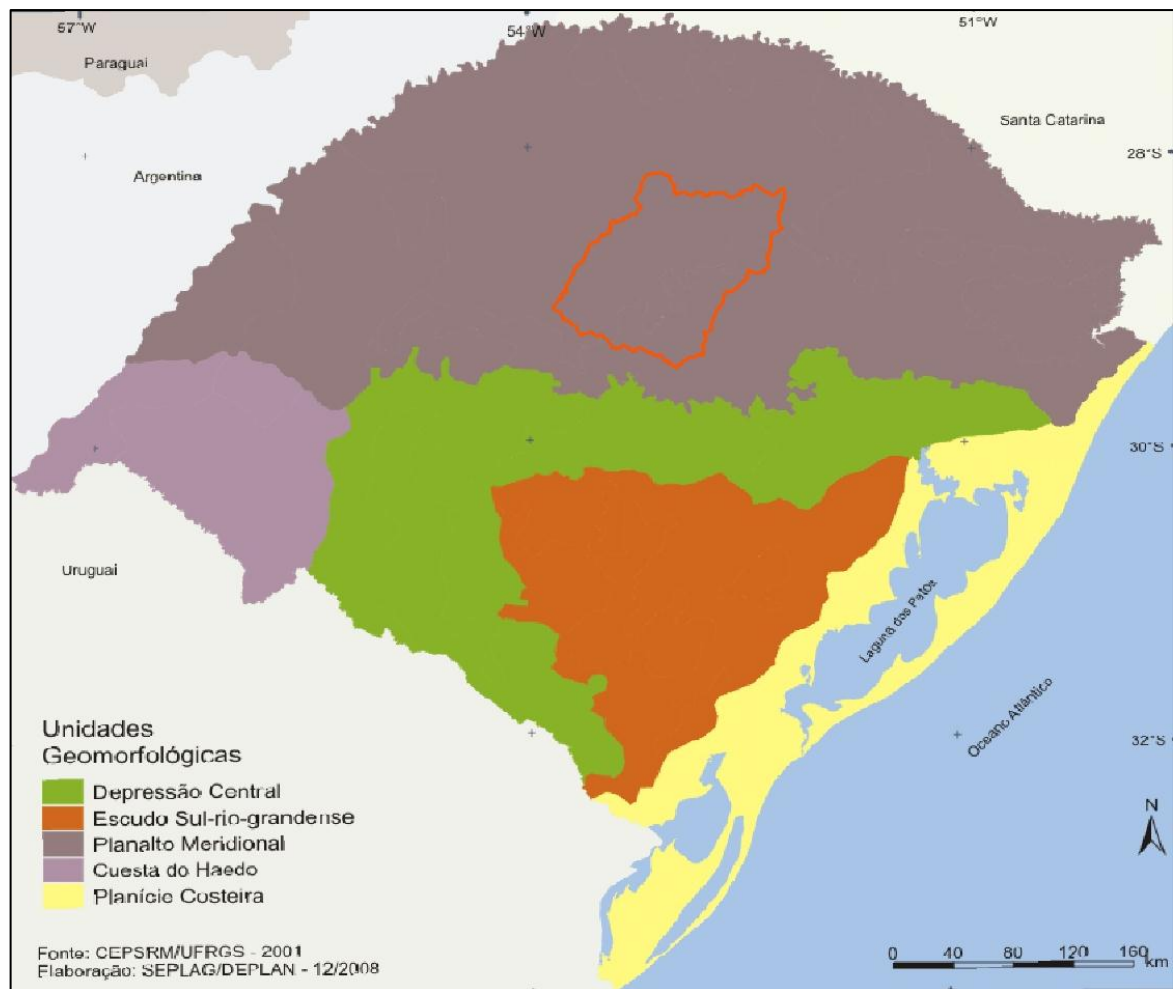 57°W
54°W
51°W
Paraguai
Santa Catarina
28°S
Argentina
30°S
Uruguai
Laguna dos Patos
Oceano Atlântico
32°S
Unidades
Geomorfológicas
Depressão Central
Escudo Sul-rio-grandense
Planalto Meridional
Cuesta do Haedo
Planície Costeira
N
Fonte: CEPSRM/UFRGS - 2001
Elaboração: SEPLAG/DEPLAN - 12/2008
0 40 80 120 160 km